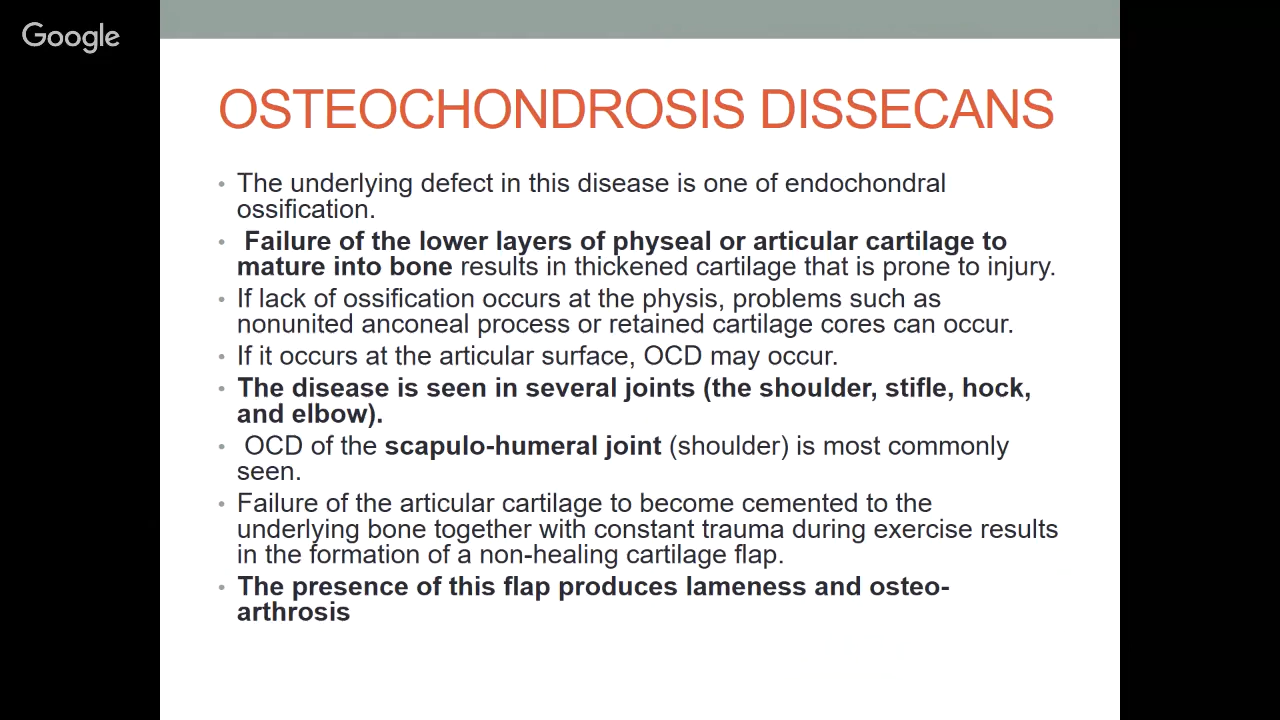 Google
OSTEOCHONDROSIS DISSECANS
• The underlying defect in this disease is one of endochondral
ossification.
• Failure of the lower layers of physeal or articular cartilage to
mature into bone results in thickened cartilage that is prone to injury.
• If lack of ossification occurs at the physis, problems such as
nonunited anconeal process or retained cartilage cores can occur.
• If it occurs at the articular surface, OCD may occur.
• The disease is seen in several joints (the shoulder, stifle, hock,
and elbow).
• OCD of the scapulo-humeral joint (shoulder) is most commonly
seen.
• Failure of the articular cartilage to become cemented to the
underlying bone together with constant trauma during exercise results
in the formation of a non-healing cartilage flap.
• The presence of this flap produces lameness and osteo-
arthrosis